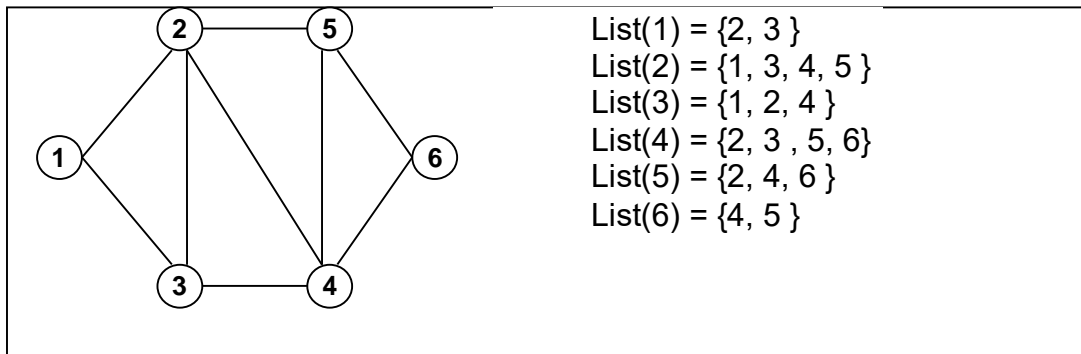 2 5
1 6
3 4
List(1) = {2, 3 }
List(2) = {1, 3, 4, 5 }
List(3) = {1, 2, 4 }
List(4) = {2, 3 , 5, 6}
List(5) = {2, 4, 6 }
List(6) = {4, 5 }